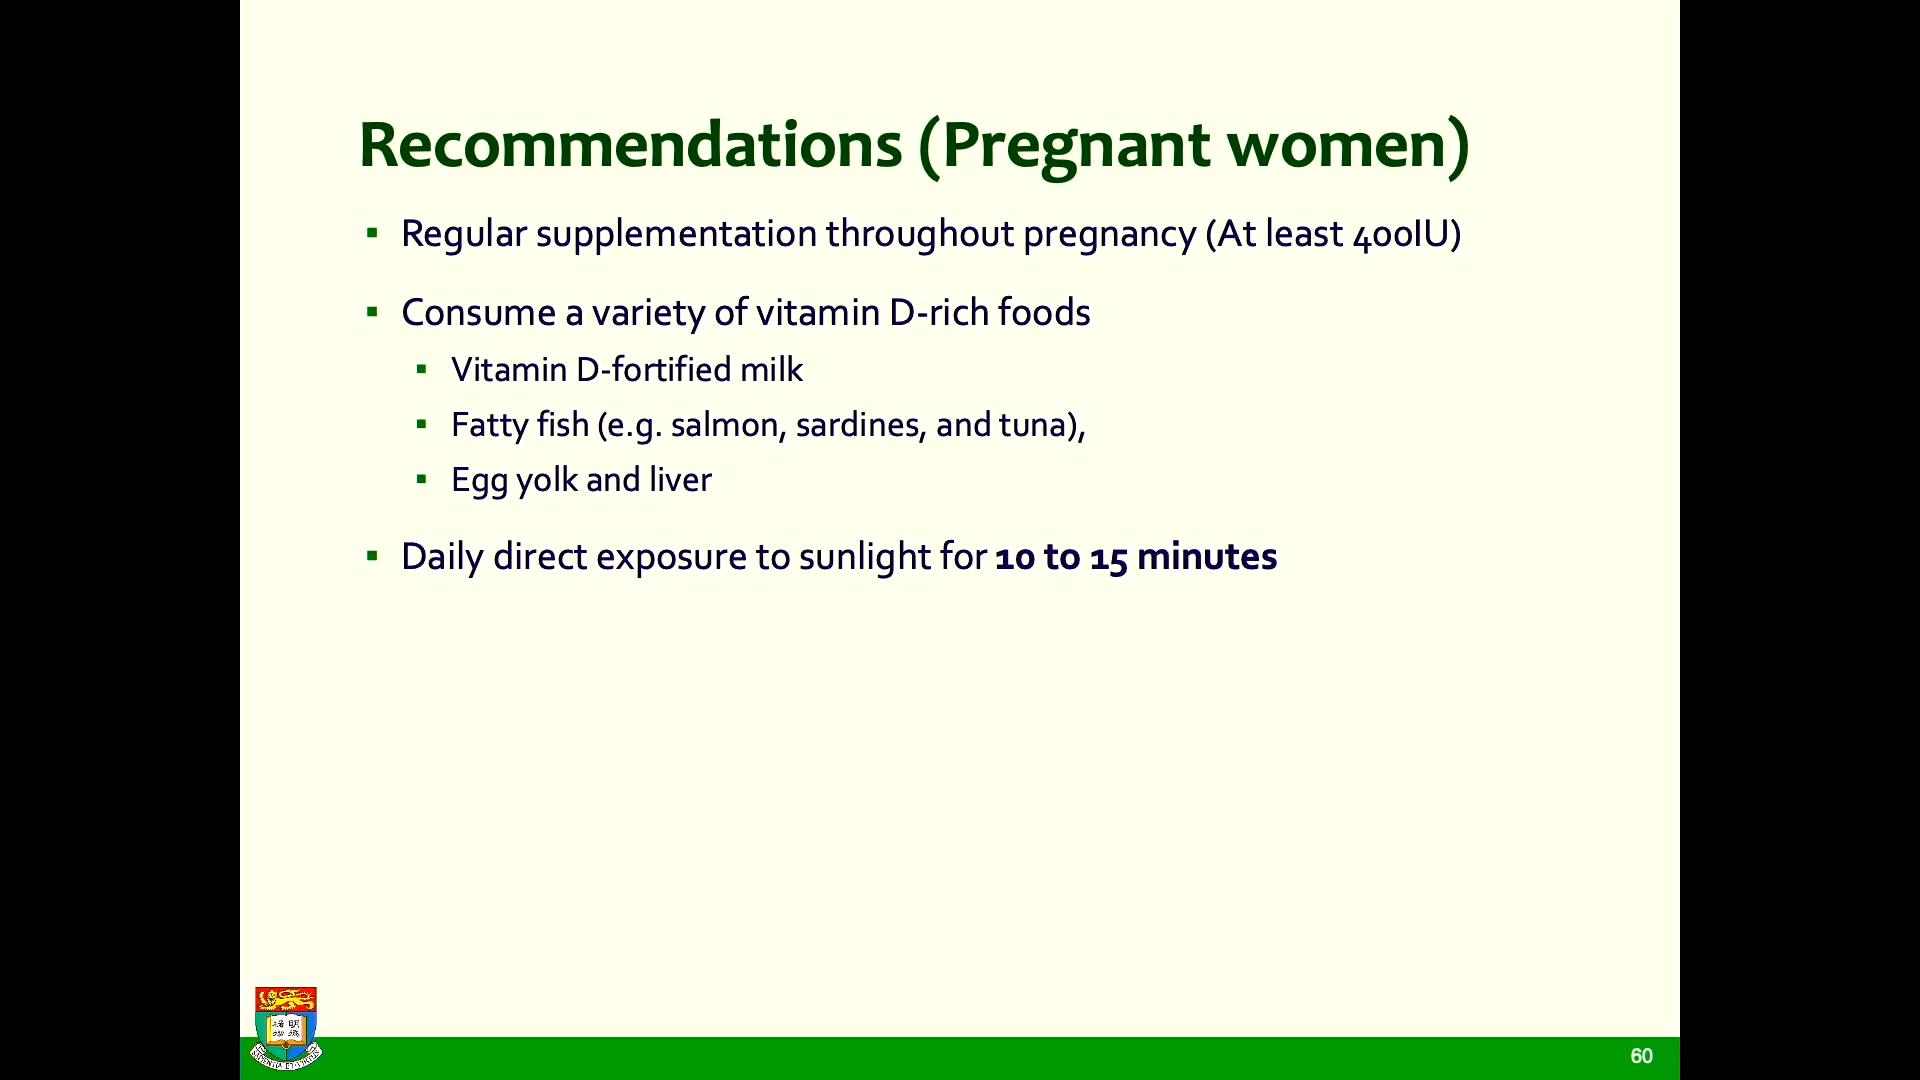 Recommendations (Pregnant women)
▪ Regular supplementation throughout pregnancy (At least 400IU)
▪ Consume a variety of vitamin D-rich foods
▪ Vitamin D-fortified milk
▪ Fatty fish (e.g. salmon, sardines, and tuna),
▪ Egg yolk and liver
▪ Daily direct exposure to sunlight for 10 to 15 minutes
60